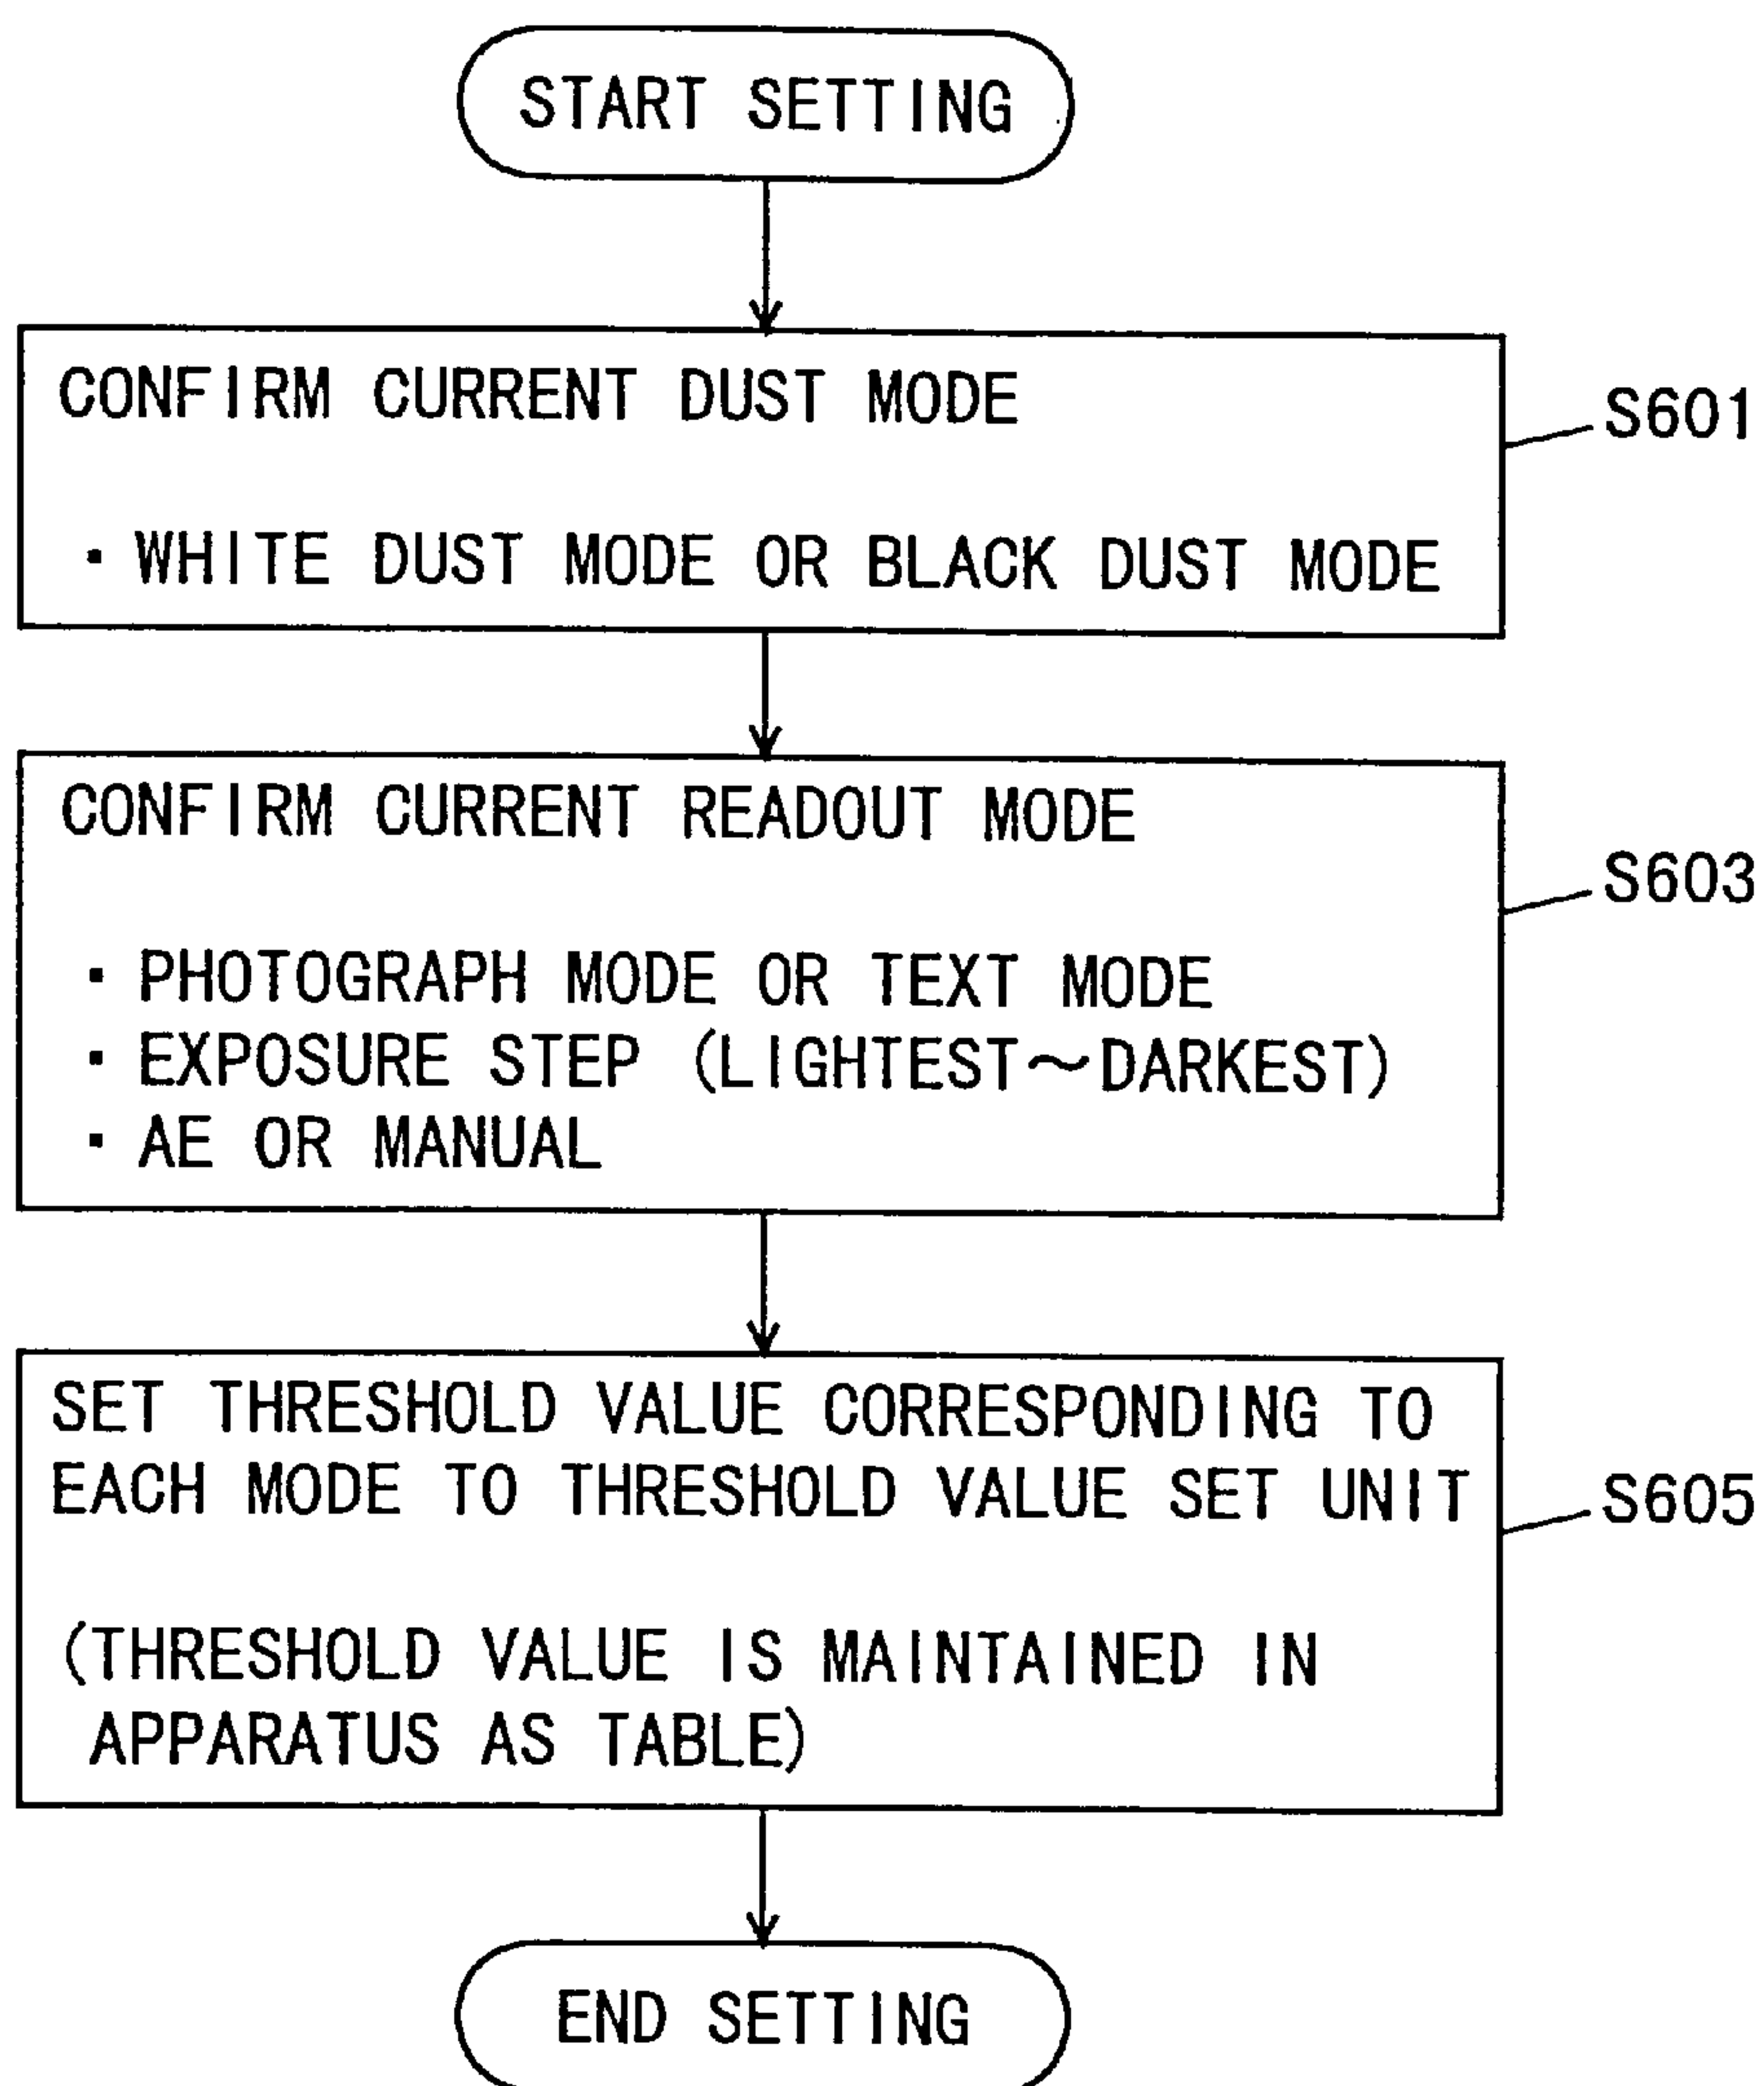 START SETTING
CONFIRM CURRENT DUST MODE
S601
・WHITE DUST MODE OR BLACK DUST MODE
CONFIRM CURRENT READOUT MODE
S603
・PHOTOGRAPH MODE OR TEXT MODE
・EXPOSURE STEP (LIGHTEST~DARKEST)
・AE OR MANUAL
SET THRESHOLD VALUE CORRESPONDING TO
EACH MODE TO THRESHOLD VALUE SET UNIT
S605
(THRESHOLD VALUE IS MAINTAINED IN
APPARATUS AS TABLE)
END SETTING